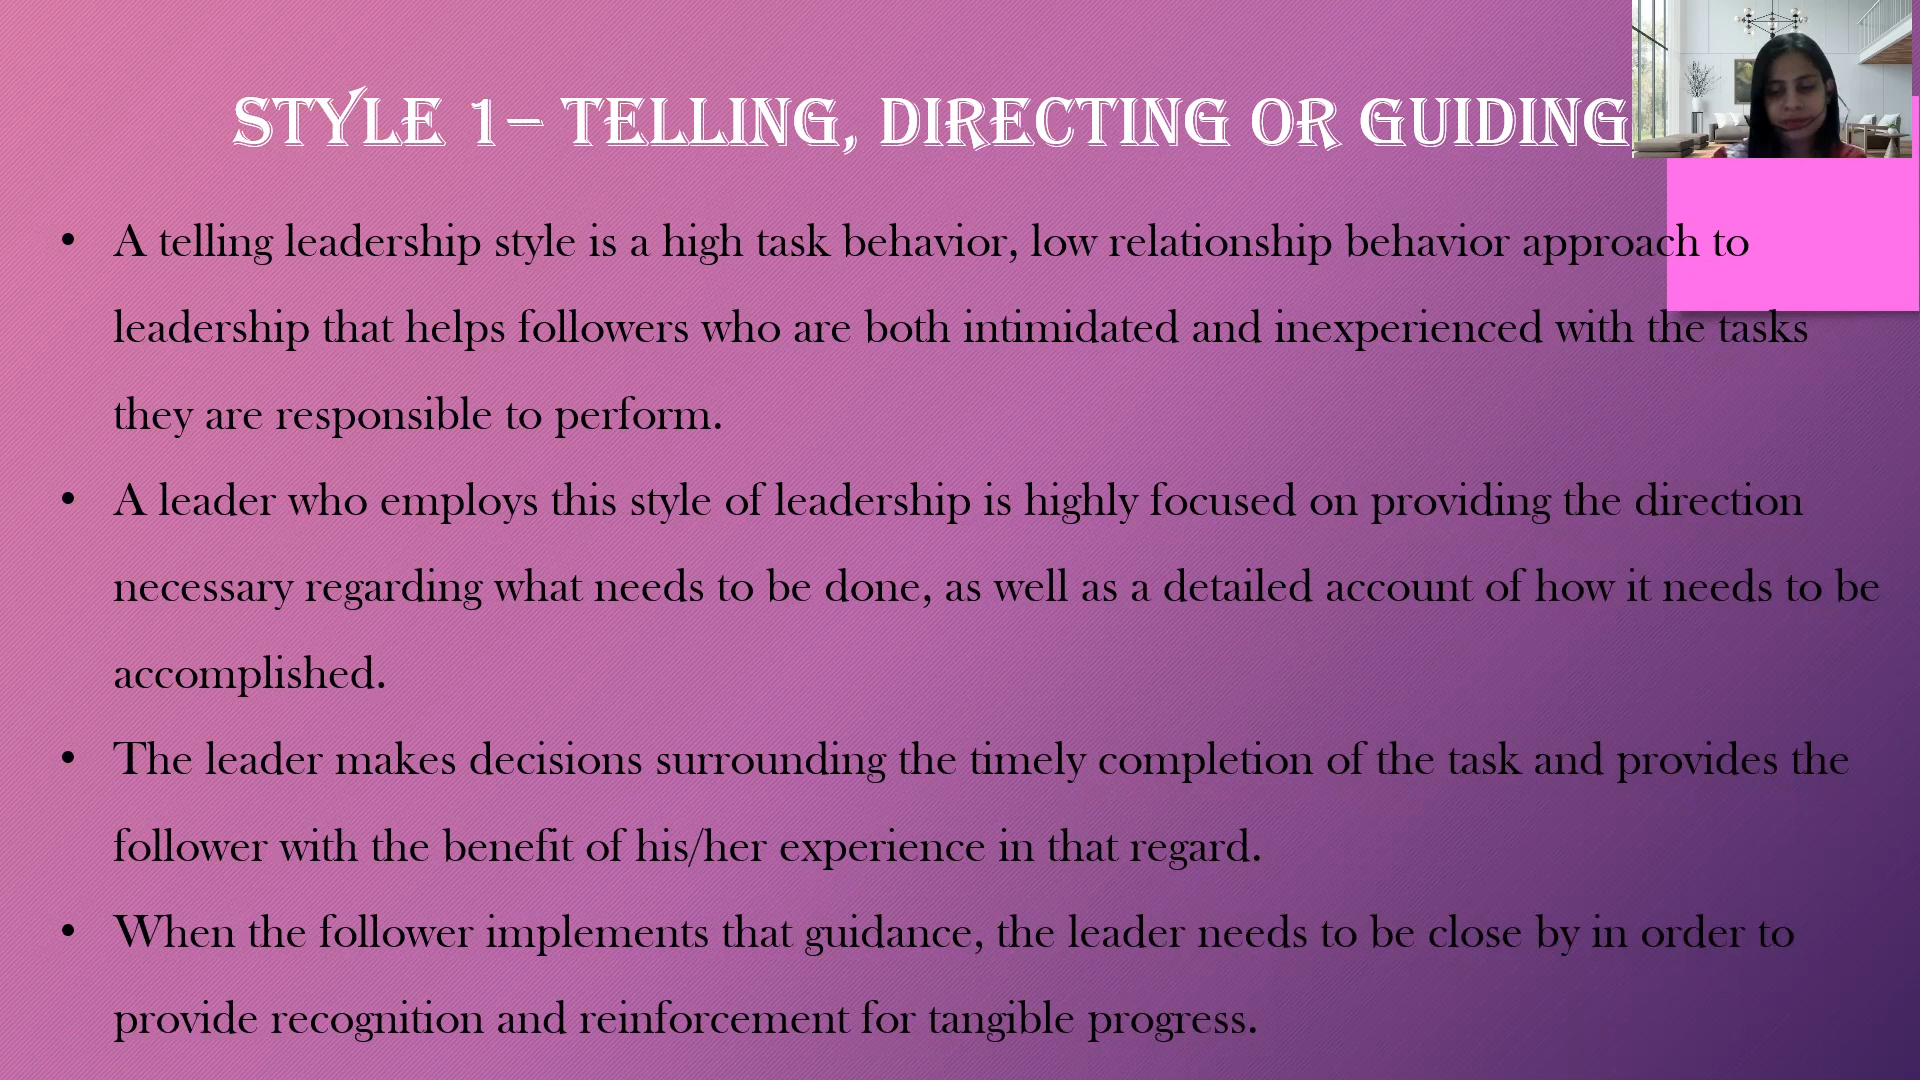 STYLE 1– TELLING, DIRECTING OR GUIDING
• A telling leadership style is a high task behavior, low relationship behavior approach to
leadership that helps followers who are both intimidated and inexperienced with the tasks
they are responsible to perform.
• A leader who employs this style of leadership is highly focused on providing the direction
necessary regarding what needs to be done, as well as a detailed account of how it needs to be
accomplished.
• The leader makes decisions surrounding the timely completion of the task and provides the
follower with the benefit of his/her experience in that regard.
• When the follower implements that guidance, the leader needs to be close by in order to
provide recognition and reinforcement for tangible progress.